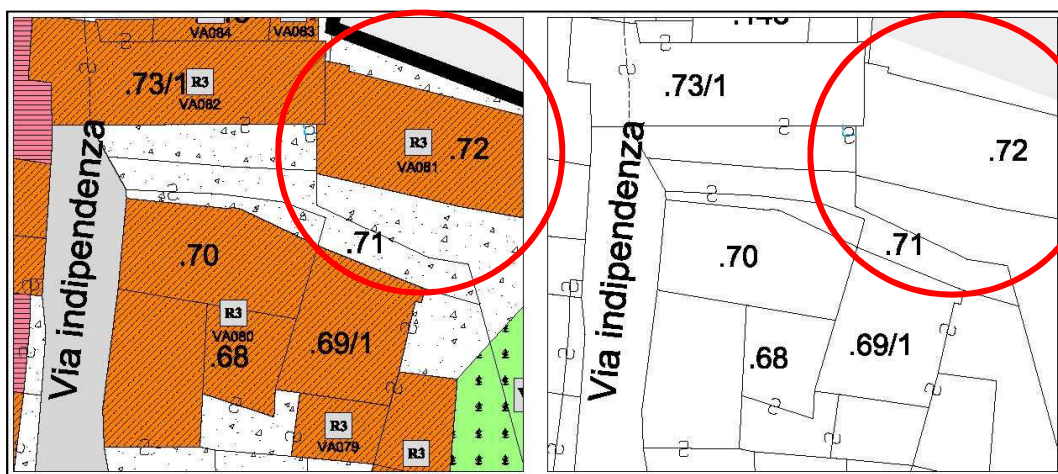 VA084
VA083
.73/1
R3
VA082
R3
VA081
.72
Via indipendenza
.71
.70
R3
VA080
.68
.69/1
R3
VA079
R3
.73/1
.72
Via indipendenza
.71
.70
.68
.69/1